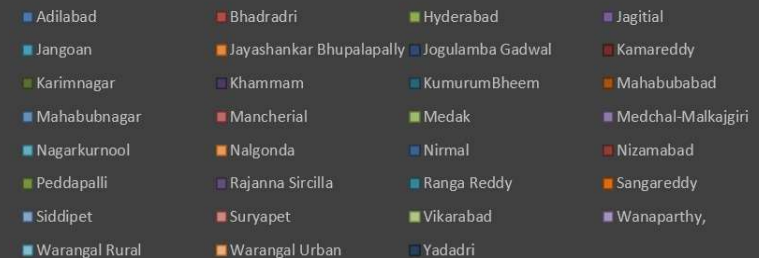 Adilabad Bhadradri Hyderabad Jagitial
Jangoan Jayashankar Bhupalapally Jogulamba Gadwal Kamareddy
Karimnagar Khammam KumurumBheem Mahabubabad
Mahabubnagar Mancherial Medak Medchal-Malkajgiri
Nagarkurnool Nalgonda Nirmal Nizamabad
Peddapalli Rajanna Sircilla Ranga Reddy Sangareddy
Siddipet Suryapet Vikarabad Wanaparthy,
Warangal Rural Warangal Urban Yadadri